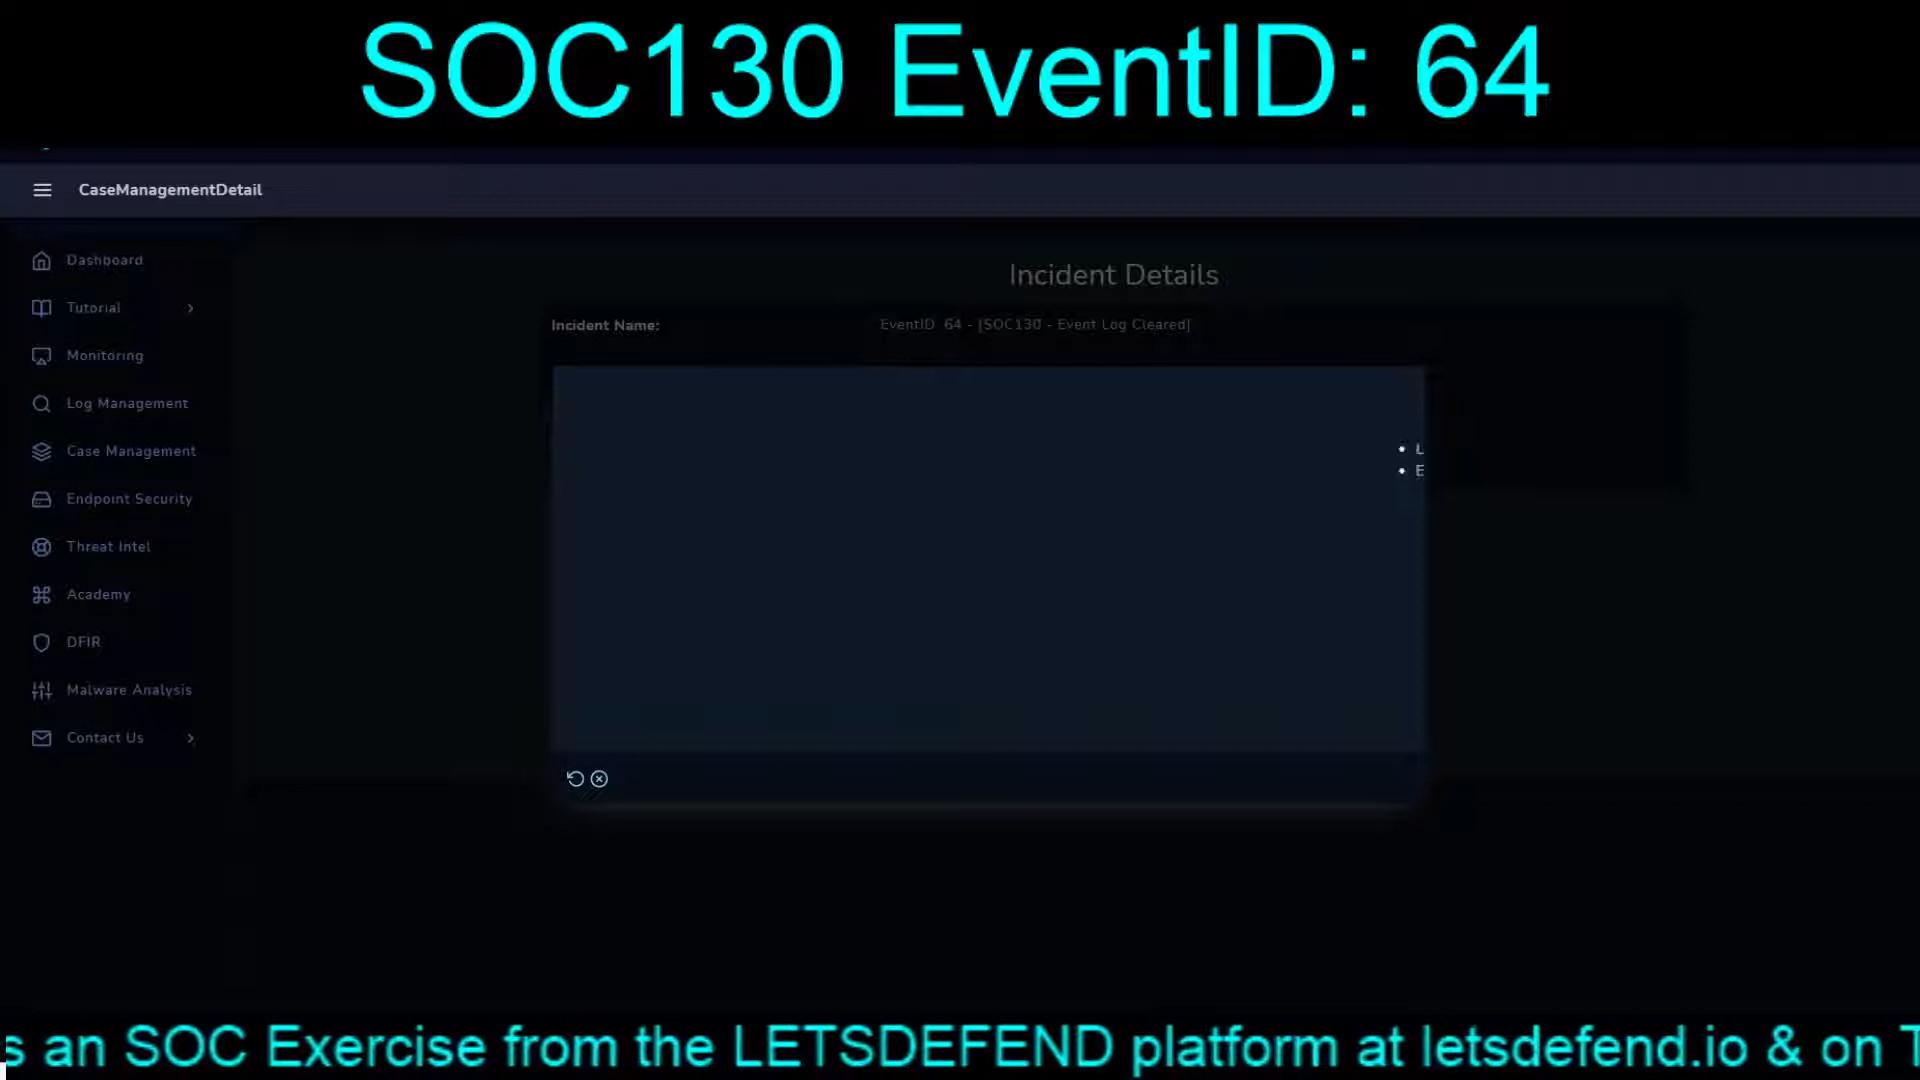 SOC130 EventID: 64
CaseManagementDetail
Dashboard
Tutorial
Monitoring
Log Management
Case Management
Endpoint Security
Threat Intel
Academy
DFIR
Malware Analysis
Contact Us
Incident Details
Incident Name:
EventID 64 - [SOC130 - Event Log Cleared]
L
E
s an SOC Exercise from the LETSDEFEND platform at letsdefend.io & on T